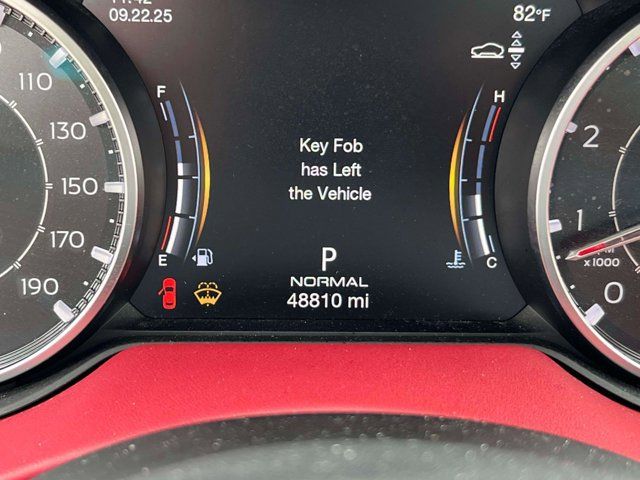 09.22.25
82°F
110
130
150
170
190
F
E
Key Fob
has Left
the Vehicle
P
NORMAL
48810 mi
H
C
2
1
0
x1000